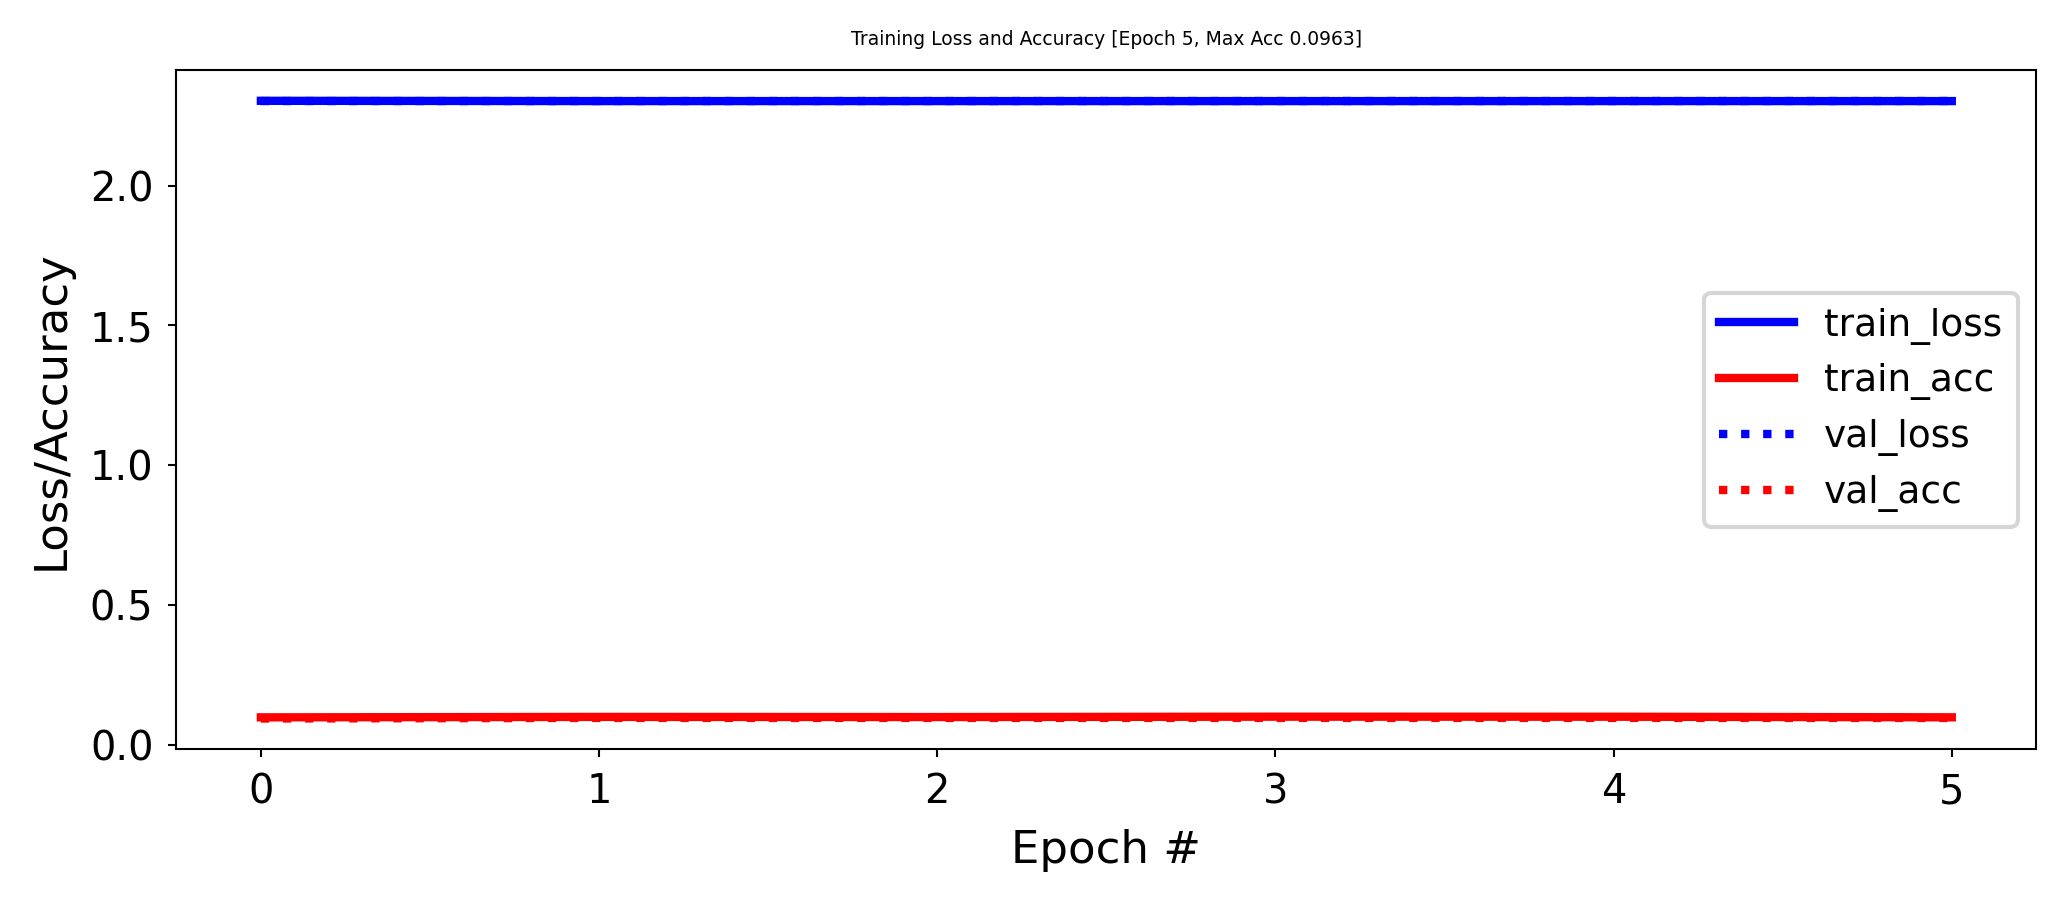 Training Loss and Accuracy [Epoch 5, Max Acc 0.0963]
Loss/Accuracy
2.0
1.5
1.0
0.5
0.0
train_loss
train_acc
val_loss
val_acc
0 1 2 3 4 5
Epoch #